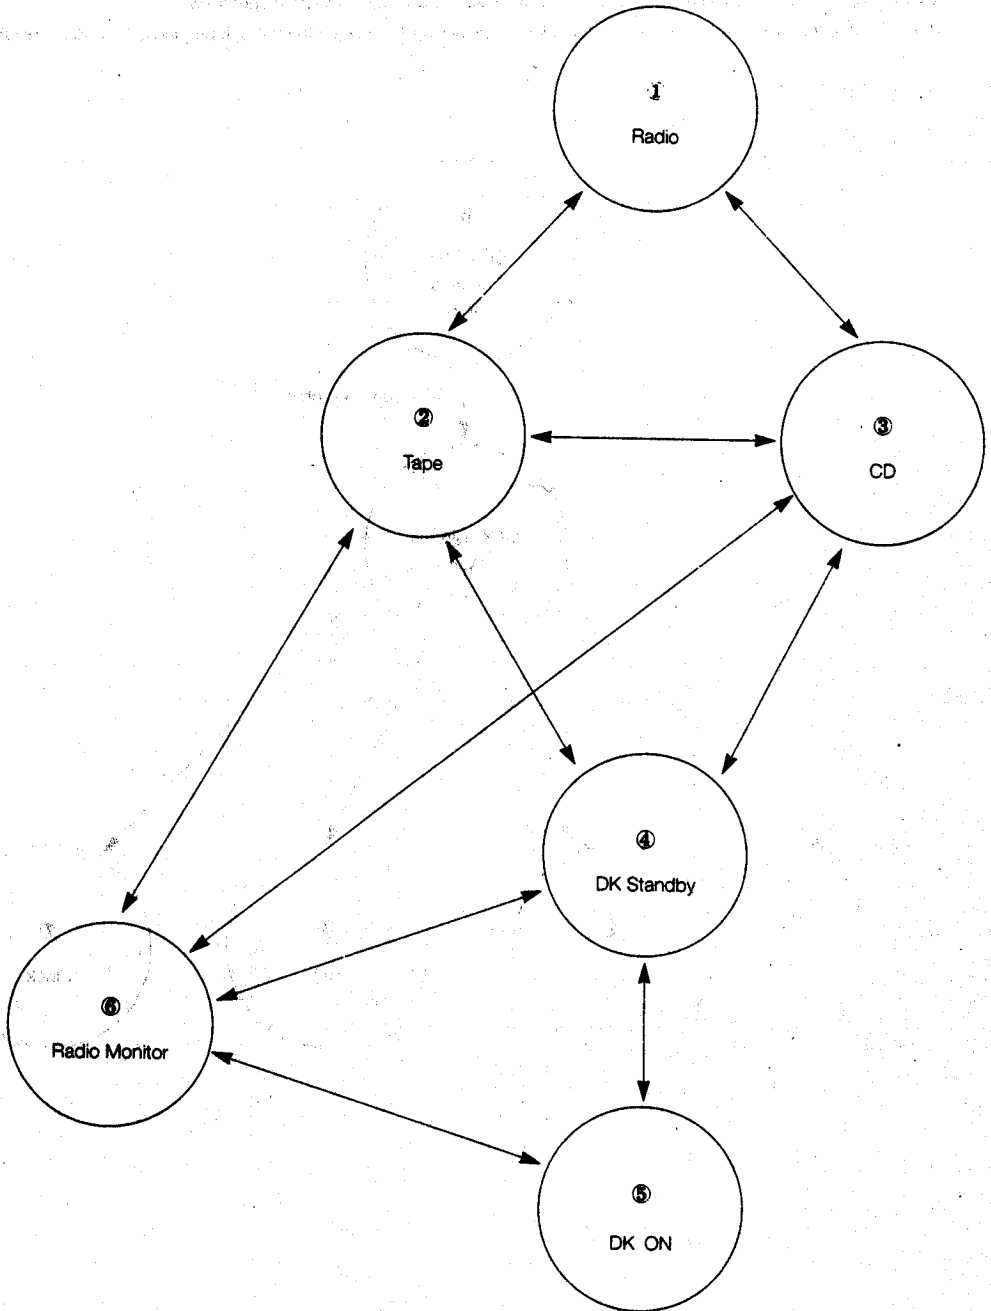 ①
Radio
②
Tape
③
CD
④
DK Standby
⑥
Radio Monitor
⑤
DK ON